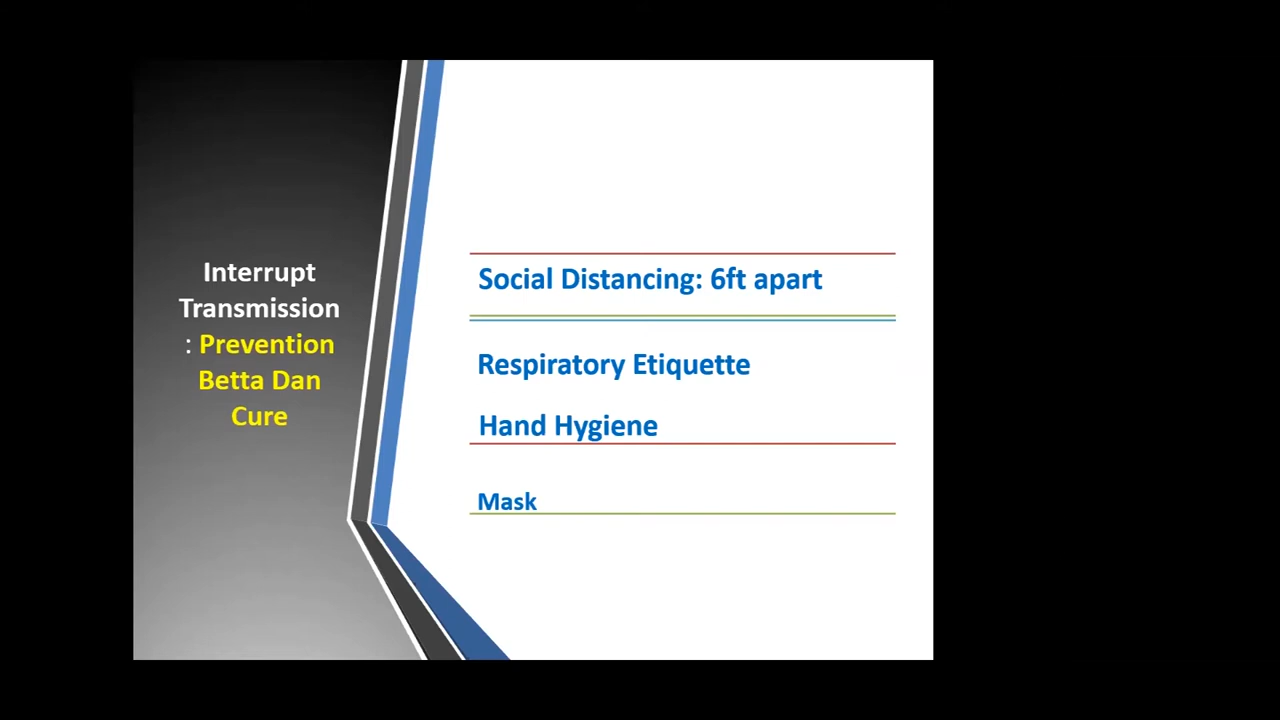 Interrupt
Transmission
: Prevention
Betta Dan
Cure
Social Distancing: 6ft apart
Respiratory Etiquette
Hand Hygiene
Mask